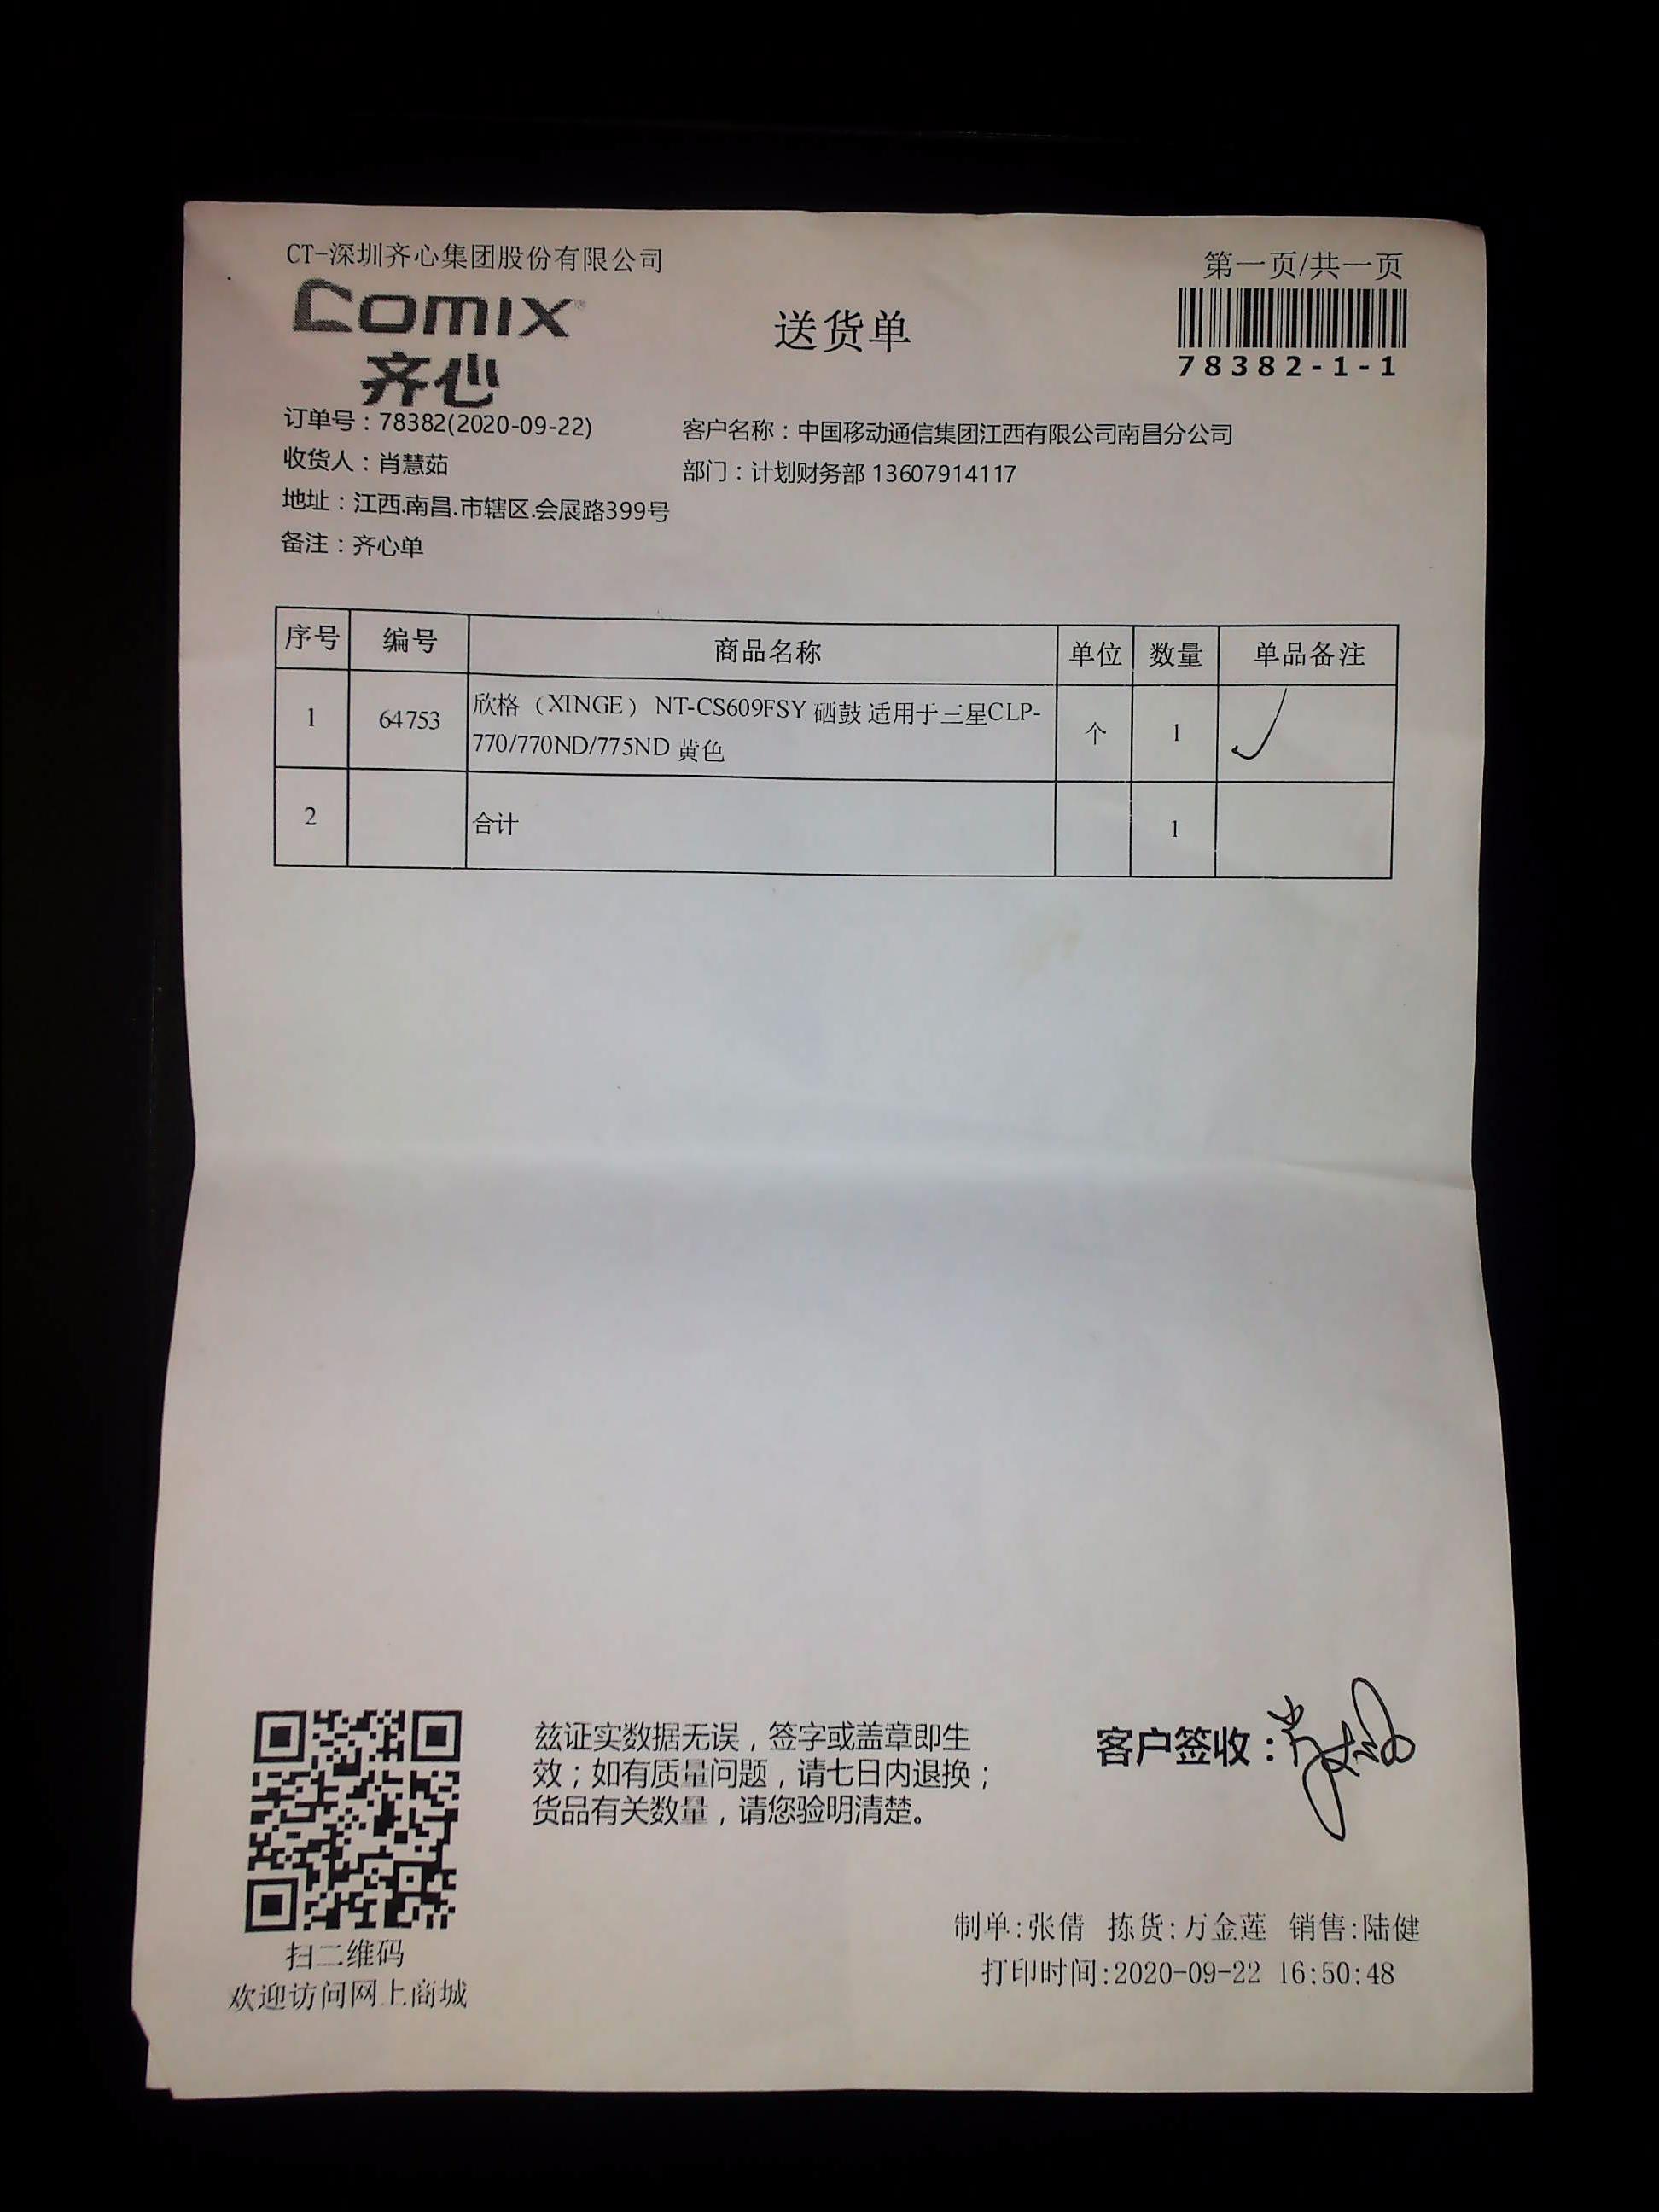 CT-深圳齐心集团股份有限公司
第一页/共一页
COMIX
齐心
送货单
78382-1-1
订单号：78382(2020-09-22)
客户名称：中国移动通信集团江西有限公司南昌分公司
收货人：肖慧茹
部门：计划财务部 13607914117
地址：江西.南昌.市辖区.会展路399号
备注：齐心单
序号 编号 商品名称 单位 数量 单品备注
1 64753 欣格（XINGE） NT-CS609FSY 硒鼓 适用于三星CLP-
770/770ND/775ND 黄色 个 1
2 合计 1
兹证实数据无误，签字或盖章即生
效；如有质量问题，请七日内退换；
货品有关数量，请您验明清楚。
客户签收：
扫二维码
欢迎访问网上商城
制单:张倩 拣货:万金莲 销售:陆健
打印时间:2020-09-22 16:50:48